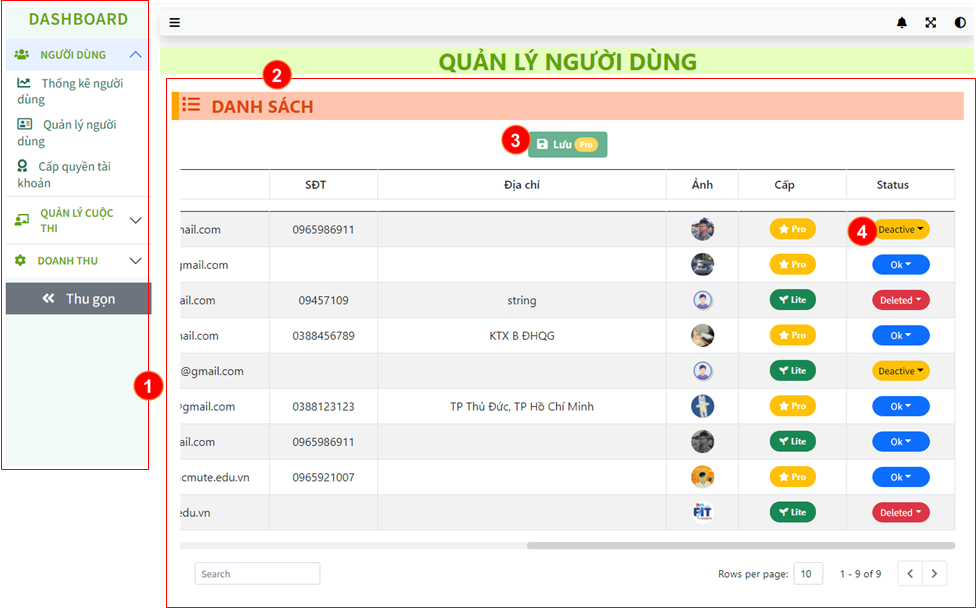 DASHBOARD
NGƯỜI DÙNG
Thống kê người
dùng
Quản lý người
dùng
Cấp quyền tài
khoản
QUẢN LÝ CUỘC
THI
DOANH THU
Thu gọn
1
QUẢN LÝ NGƯỜI DÙNG
2
DANH SÁCH
3 Lưu Pro
SĐT Địa chỉ Ảnh Cấp Status
nail.com 0965986911 Pro 4 Deactive
gmail.com Pro Ok
ail.com 09457109 string Lite Deleted
nail.com 0388456789 KTX B ĐHQG Pro Ok
@gmail.com Lite Deactive
@gmail.com 0388123123 TP Thủ Đức, TP Hồ Chí Minh Pro Ok
ail.com 0965986911 Lite Ok
cmute.edu.vn 0965921007 Pro Ok
edu.vn FIT Lite Deleted
Search Rows per page: 10 1 - 9 of 9